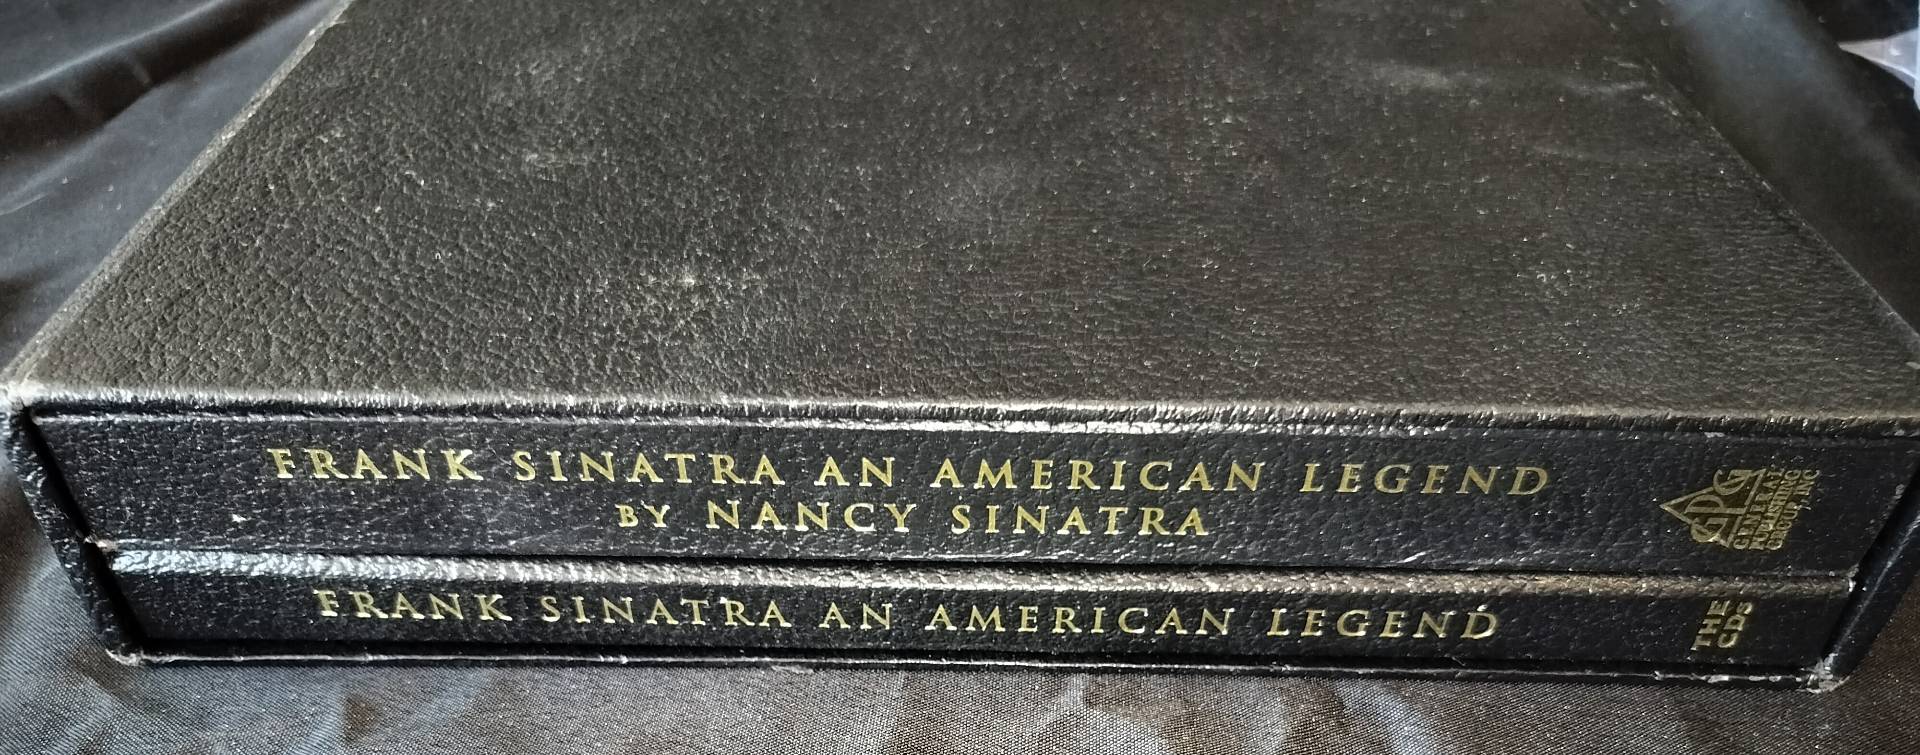 FRANK SINATRA AN AMERICAN LEGEND
BY NANCY SINATRA
GPG
GENERAL
PUBLISHING
GROUP, INC
FRANK SINATRA AN AMERICAN LEGEND
THE
CDs